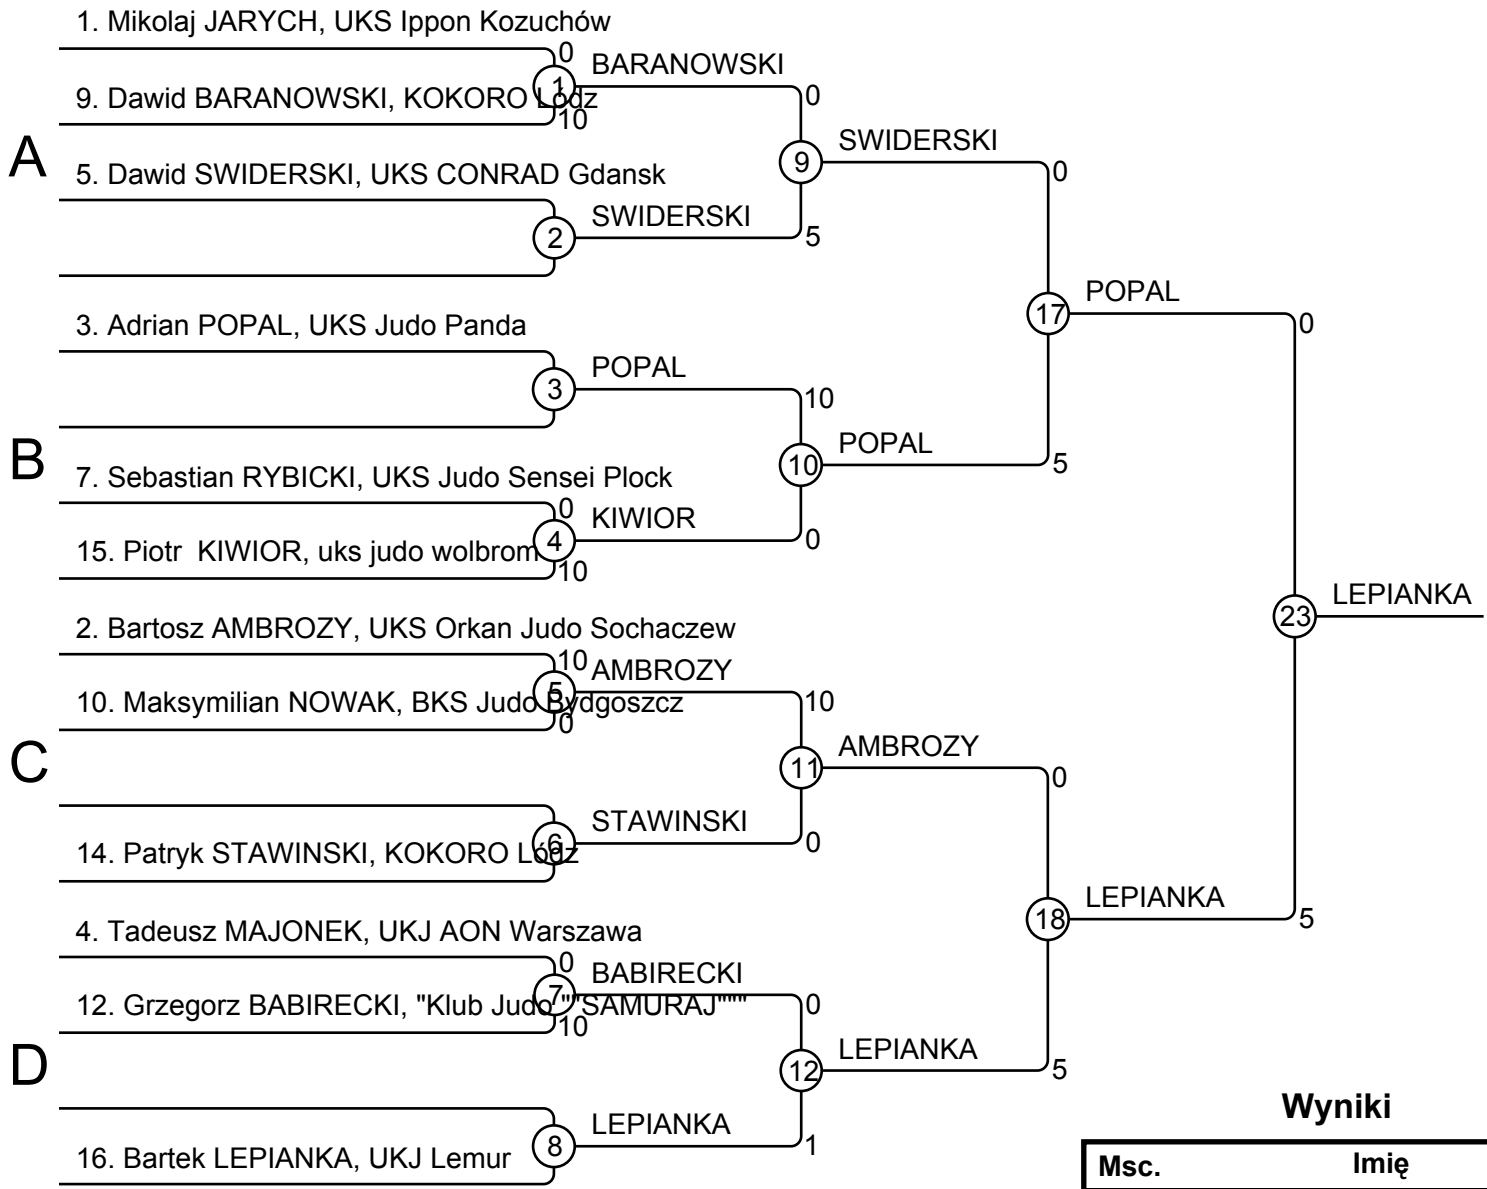 1. Mikolaj JARYCH, UKS Ippon Kozuchów
0
BARANOWSKI
1
9. Dawid BARANOWSKI, KOKORO Lódz
10
0
A
SWIDERSKI
9
5. Dawid SWIDERSKI, UKS CONRAD Gdansk
0
SWIDERSKI
2
5
POPAL
17
3. Adrian POPAL, UKS Judo Panda
0
POPAL
3
10
B
POPAL
10
5
7. Sebastian RYBICKI, UKS Judo Sensei Plock
0
KIWIOR
4
0
15. Piotr  KIWIOR, uks judo wolbrom
10
LEPIANKA
23
2. Bartosz AMBROZY, UKS Orkan Judo Sochaczew
10
AMBROZY
5
10. Maksymilian NOWAK, BKS Judo Bydgoszcz
0
10
C
AMBROZY
11
0
STAWINSKI
6
0
14. Patryk STAWINSKI, KOKORO Lódz
LEPIANKA
18
5
4. Tadeusz MAJONEK, UKJ AON Warszawa
0
BABIRECKI
7
12. Grzegorz BABIRECKI, "Klub Judo ""SAMURAJ"""
10
0
D
LEPIANKA
12
5
LEPIANKA
8
1
16. Bartek LEPIANKA, UKJ Lemur
Wyniki
Msc. Imię